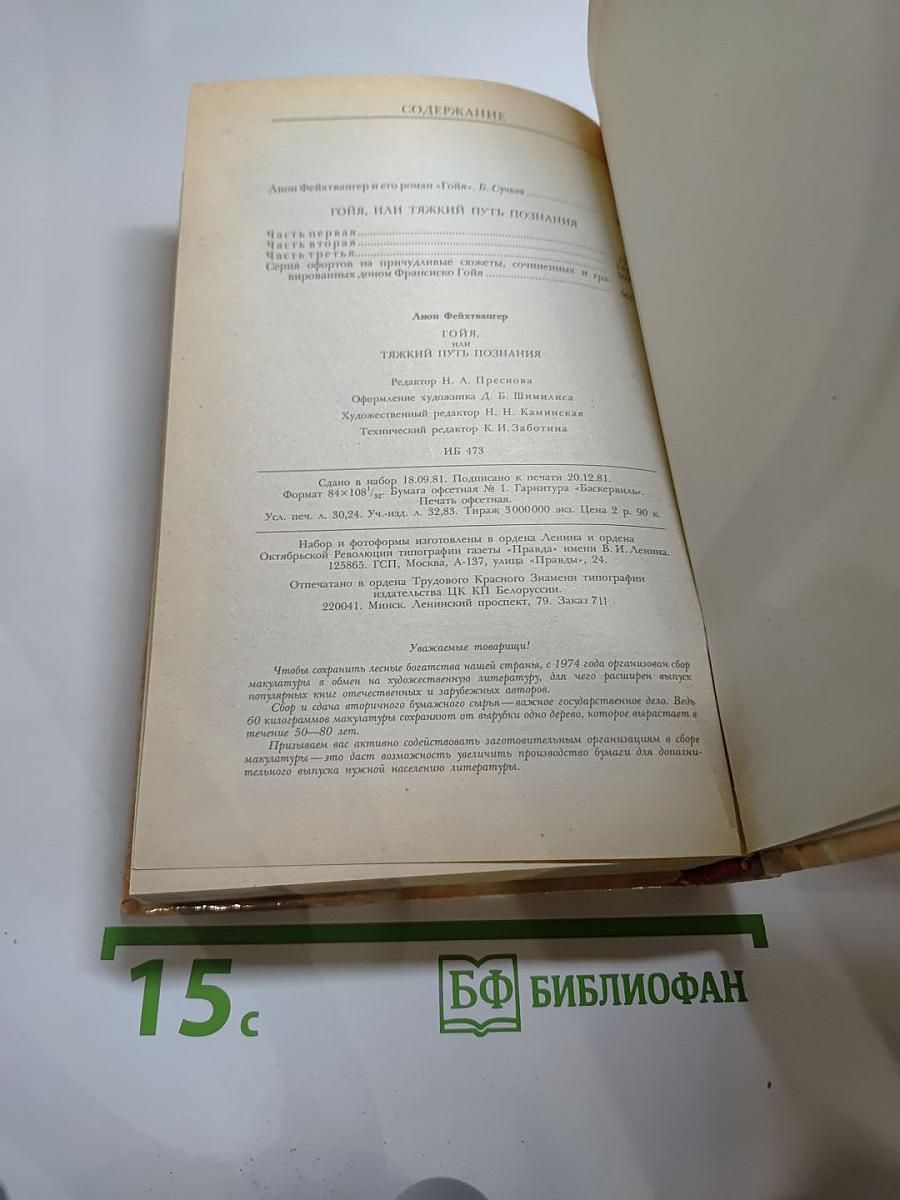 СОДЕРЖАНИЕ
Лион Фейхтвангер и его роман «Гойя». Б. Сучков
ГОЙЯ, ИЛИ ТЯЖКИЙ ПУТЬ ПОЗНАНИЯ
Часть первая
Часть вторая
Часть третья
Серия офортов на причудливые сюжеты, сочиненных и гра-
вированных доном Франсиско Гойя
Лион Фейхтвангер
ГОЙЯ,
ИЛИ
ТЯЖКИЙ ПУТЬ ПОЗНАНИЯ
Редактор Н. А. Преснова
Оформление художника Д. Б. Шимилиса
Художественный редактор Н. Н. Каминская
Технический редактор К. И. Заботина
ИБ 473
Сдано в набор 18.09.81. Подписано к печати 20.12.81.
Формат 84×108¹/₃₂. Бумага офсетная № 1. Гарнитура «Баскервиль».
Печать офсетная.
Усл. печ. л. 30,24. Уч.-изд. л. 32,83. Тираж 3 000 000 экз. Цена 2 р. 90 к.
Набор и фотоформы изготовлены в ордена Ленина и ордена
Октябрьской Революции типографии газеты «Правда» имени В. И. Ленина.
125865. ГСП, Москва, А-137, улица «Правды», 24.
Отпечатано в ордена Трудового Красного Знамени типографии
издательства ЦК КП Белоруссии.
220041. Минск. Ленинский проспект, 79. Заказ 711.
Уважаемые товарищи!
Чтобы сохранить лесные богатства нашей страны, с 1974 года организован сбор
макулатуры в обмен на художественную литературу, для чего расширен выпуск
популярных книг отечественных и зарубежных авторов.
Сбор и сдача вторичного бумажного сырья — важное государственное дело. Ведь
60 килограммов макулатуры сохраняют от вырубки одно дерево, которое вырастает в
течение 50—80 лет.
Призываем вас активно содействовать заготовительным организациям в сборе
макулатуры — это даст возможность увеличить производство бумаги для дополни-
тельного выпуска нужной населению литературы.
15 с
БФ БИБЛИОФАН